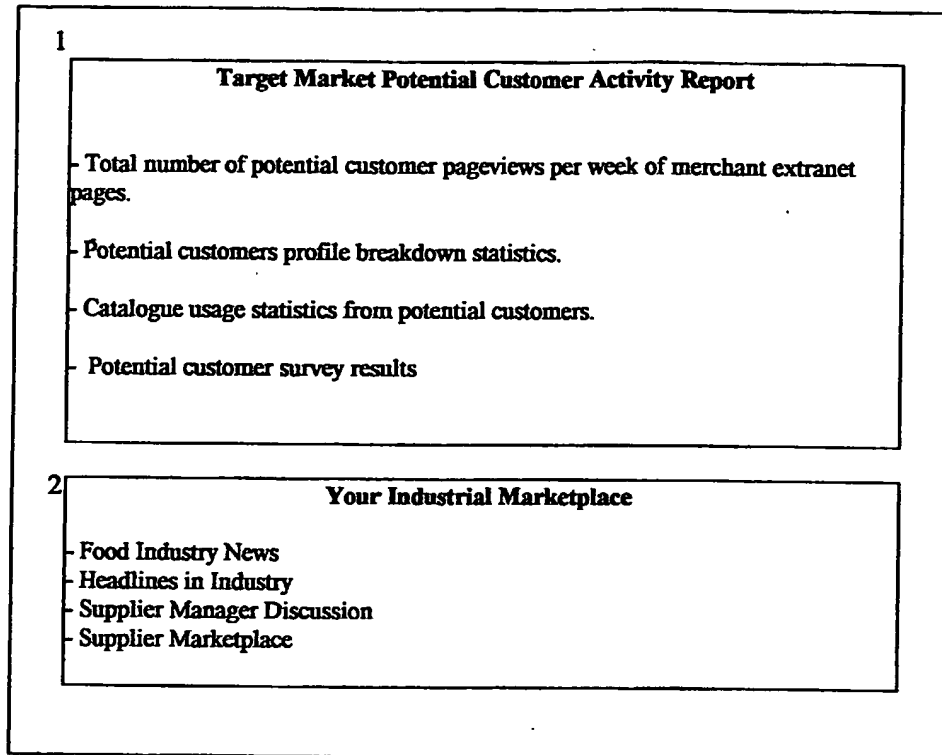 1
Target Market Potential Customer Activity Report
- Total number of potential customer pageviews per week of merchant extranet
pages.
- Potential customers profile breakdown statistics.
- Catalogue usage statistics from potential customers.
- Potential customer survey results
2
Your Industrial Marketplace
- Food Industry News
- Headlines in Industry
- Supplier Manager Discussion
- Supplier Marketplace